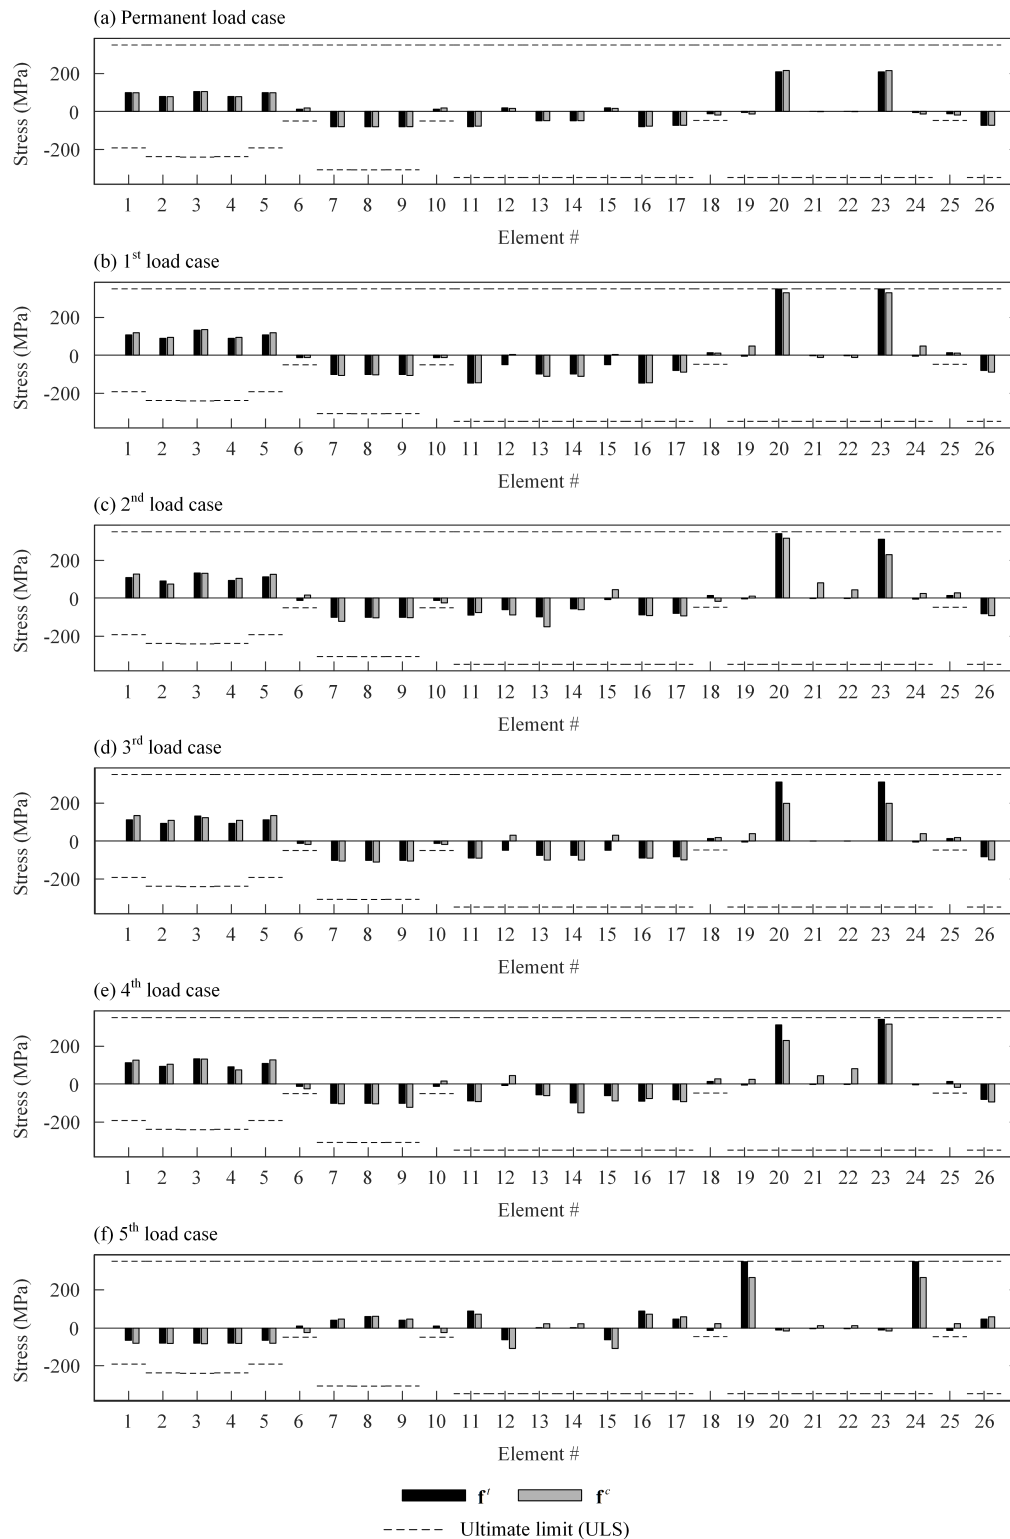 (a) Permanent load case
Stress (MPa)
200
0
-200
1 2 3 4 5 6 7 8 9 10 11 12 13 14 15 16 17 18 19 20 21 22 23 24 25 26
Element #
(b) 1st load case
Stress (MPa)
200
0
-200
1 2 3 4 5 6 7 8 9 10 11 12 13 14 15 16 17 18 19 20 21 22 23 24 25 26
Element #
(c) 2nd load case
Stress (MPa)
200
0
-200
1 2 3 4 5 6 7 8 9 10 11 12 13 14 15 16 17 18 19 20 21 22 23 24 25 26
Element #
(d) 3rd load case
Stress (MPa)
200
0
-200
1 2 3 4 5 6 7 8 9 10 11 12 13 14 15 16 17 18 19 20 21 22 23 24 25 26
Element #
(e) 4th load case
Stress (MPa)
200
0
-200
1 2 3 4 5 6 7 8 9 10 11 12 13 14 15 16 17 18 19 20 21 22 23 24 25 26
Element #
(f) 5th load case
Stress (MPa)
200
0
-200
1 2 3 4 5 6 7 8 9 10 11 12 13 14 15 16 17 18 19 20 21 22 23 24 25 26
Element #
f^t f^c
Ultimate limit (ULS)